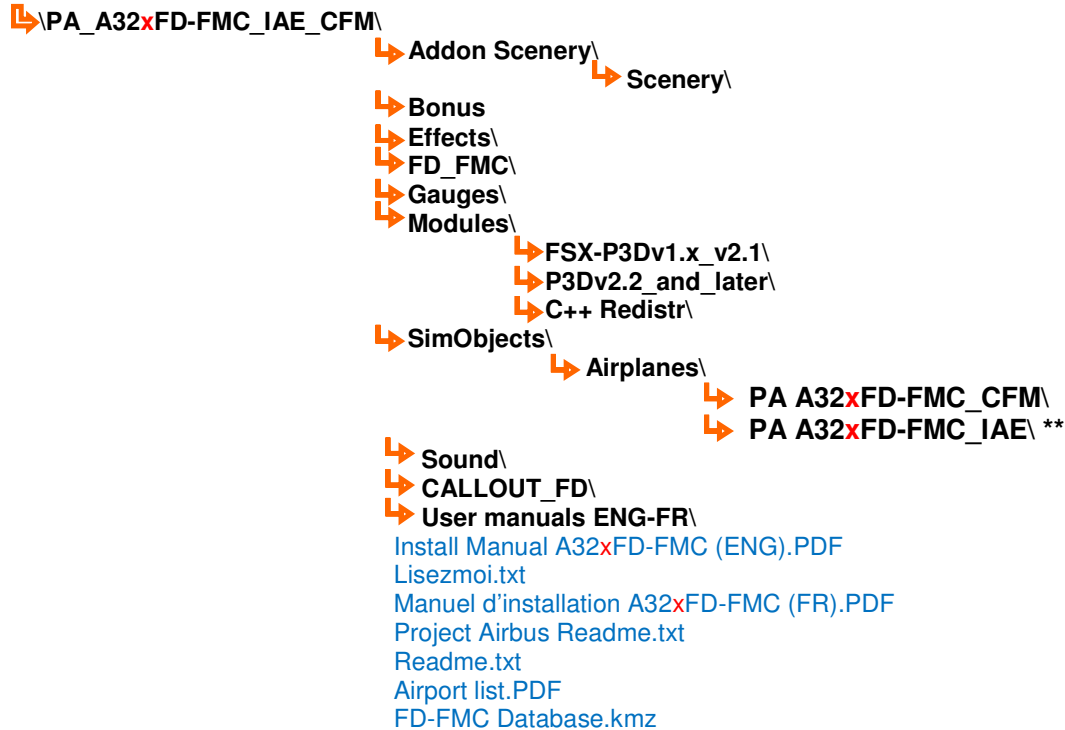 \PA_A32xFD-FMC_IAE_CFM\
Addon Scenery\
Scenery\
Bonus
Effects\
FD_FMC\
Gauges\
Modules\
FSX-P3Dv1.x_v2.1\
P3Dv2.2_and_later\
C++ Redistr\
SimObjects\
Airplanes\
PA A32xFD-FMC_CFM\
PA A32xFD-FMC_IAE\ **
Sound\
CALLOUT_FD\
User manuals ENG-FR\
Install Manual A32xFD-FMC (ENG).PDF
Lisezmoi.txt
Manuel d'installation A32xFD-FMC (FR).PDF
Project Airbus Readme.txt
Readme.txt
Airport list.PDF
FD-FMC Database.kmz